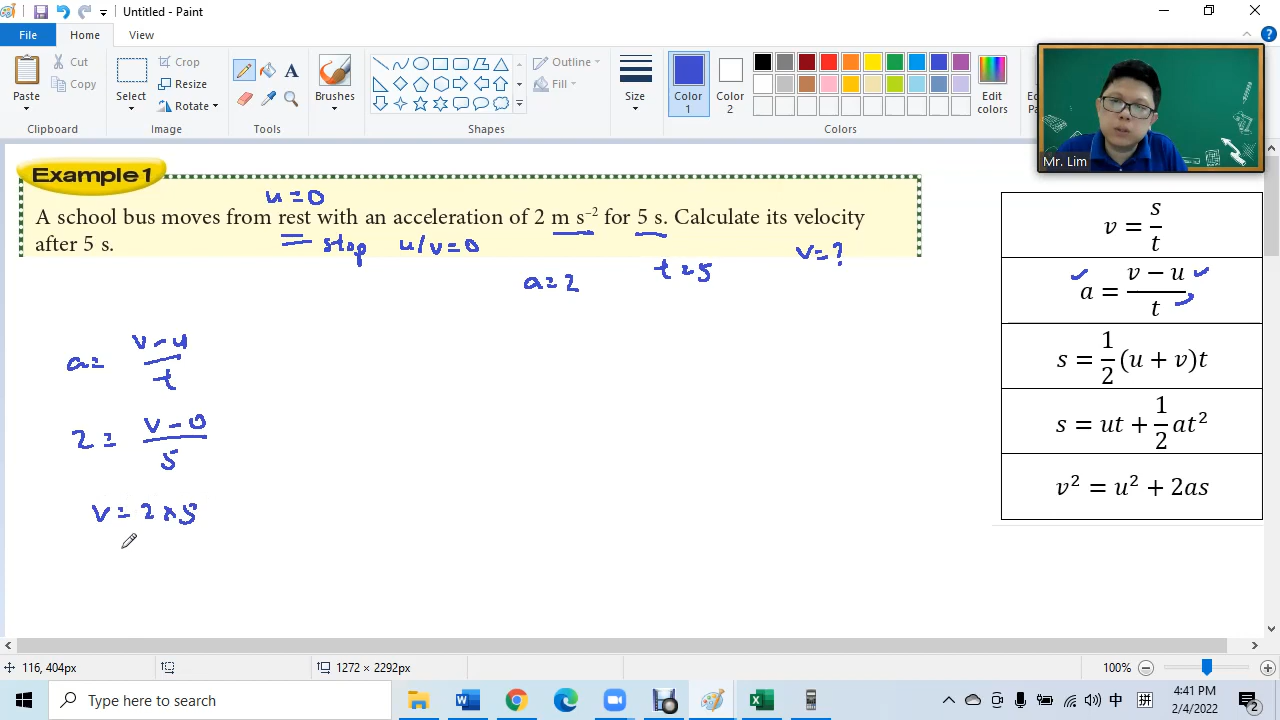 Untitled - Paint
File
Home
View
Paste
Cut
Copy
Clipboard
Select
Crop
Resize
Rotate
Image
Tools
Brushes
Shapes
Outline
Fill
Size
Color 1
Color 2
Colors
Edit colors
Mr. Lim
Example 1
u = 0
A school bus moves from rest with an acceleration of 2 m s⁻² for 5 s. Calculate its velocity
after 5 s.
stop u/v = 0
v = ?
a = 2
t = 5
a = (v - u)/t
2 = (v - 0)/5
v = 2 × 5
v = s/t
a = (v − u)/t
s = 1/2 (u + v)t
s = ut + 1/2 at²
v² = u² + 2as
116, 404px
1272 × 2292px
100%
Type here to search
中
拼
4:41 PM
2/4/2022
2